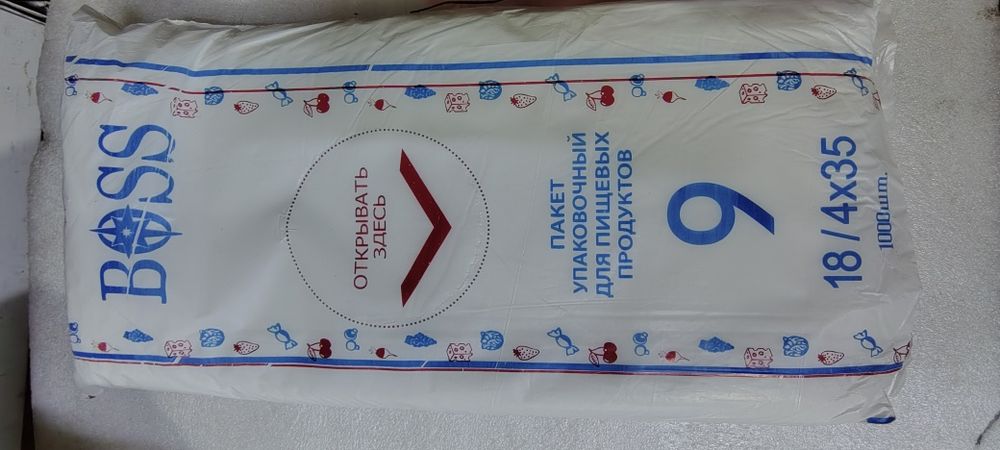 BOSS
ОТКРЫВАТЬ
ЗДЕСЬ
ПАКЕТ
УПАКОВОЧНЫЙ
ДЛЯ ПИЩЕВЫХ
ПРОДУКТОВ
9
18/4x35
1000шт.